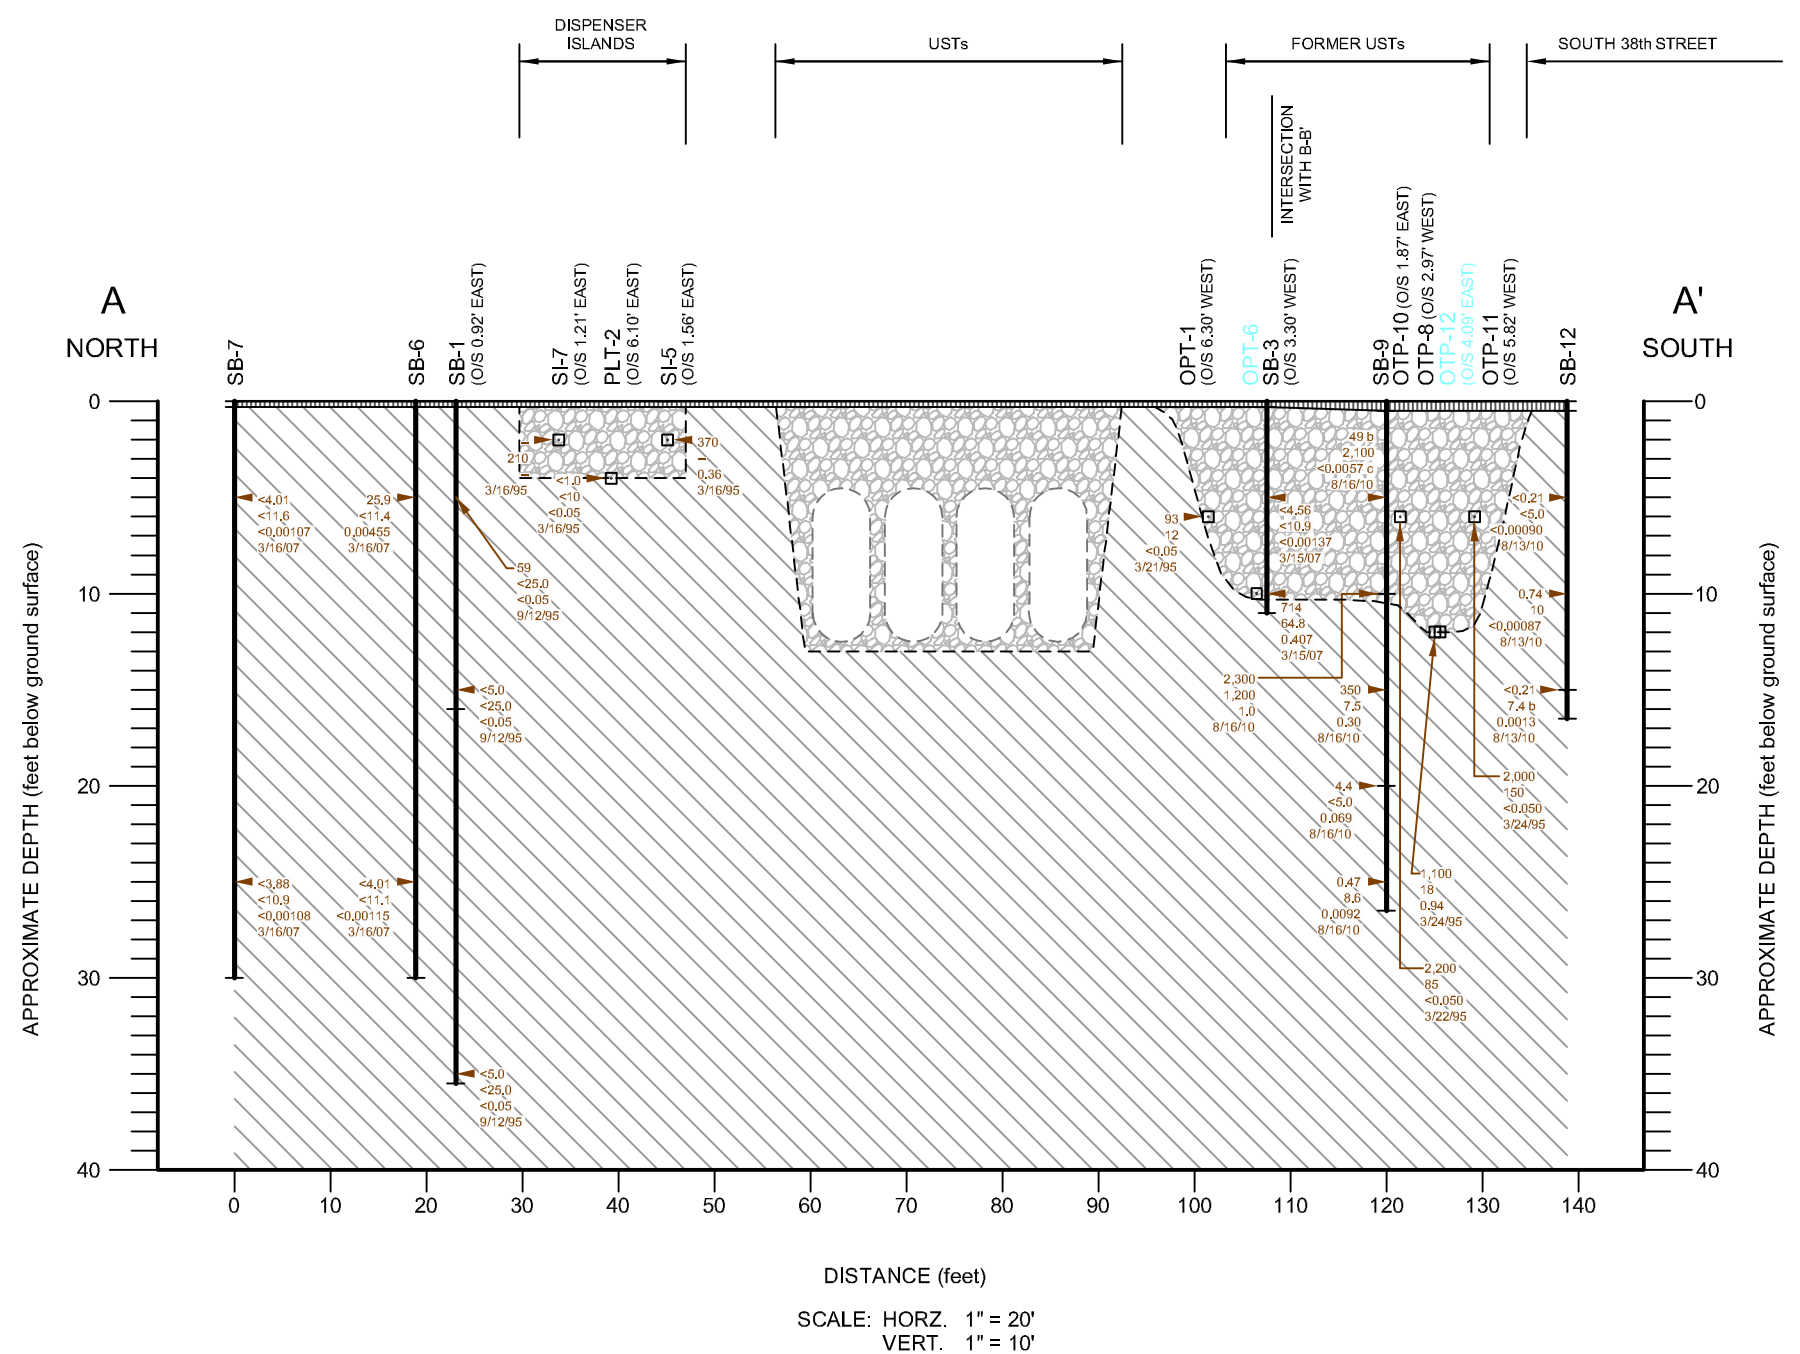 DISPENSER
ISLANDS
USTs
FORMER USTs
SOUTH 38th STREET
INTERSECTION
WITH B-B'
A
NORTH
A'
SOUTH
SB-7
SB-6
SB-1
(O/S 0.92' EAST)
SI-7
(O/S 1.21' EAST)
PLT-2
(O/S 6.10' EAST)
SI-5
(O/S 1.56' EAST)
OPT-1
(O/S 6.30' WEST)
OPT-6
SB-3
(O/S 3.30' WEST)
SB-9
OTP-10 (O/S 1.87' EAST)
OTP-8 (O/S 2.97' WEST)
OTP-12
(O/S 4.09' EAST)
OTP-11
(O/S 5.82' WEST)
SB-12
APPROXIMATE DEPTH (feet below ground surface)
0
10
20
30
40
<4.01
<11.6
<0.00107
3/16/07
<3.88
<10.9
<0.00108
3/16/07
25.9
<11.4
0.00455
3/16/07
<4.01
<11.1
<0.00115
3/16/07
59
<25.0
<0.05
9/12/95
<5.0
<25.0
<0.05
9/12/95
<5.0
<25.0
<0.05
9/12/95
–
210
–
3/16/95
<1.0
<10
<0.05
3/16/95
370
–
0.36
3/16/95
93
12
<0.05
3/21/95
<4.56
<10.9
<0.00137
3/15/07
714
64.8
0.407
3/15/07
49 b
2,100
<0.0057 c
8/16/10
2,300
1,200
1.0
8/16/10
350
7.5
0.30
8/16/10
4.4
<5.0
0.069
8/16/10
0.47
8.6
0.0092
8/16/10
1,100
18
0.94
3/24/95
2,200
85
<0.050
3/22/95
2,000
150
<0.050
3/24/95
<0.21
<5.0
<0.00090
8/13/10
0.74
10
<0.00087
8/13/10
<0.21
7.4 b
0.0013
8/13/10
0
10
20
30
40
APPROXIMATE DEPTH (feet below ground surface)
0 10 20 30 40 50 60 70 80 90 100 110 120 130 140
DISTANCE (feet)
SCALE: HORZ. 1" = 20'
VERT. 1" = 10'